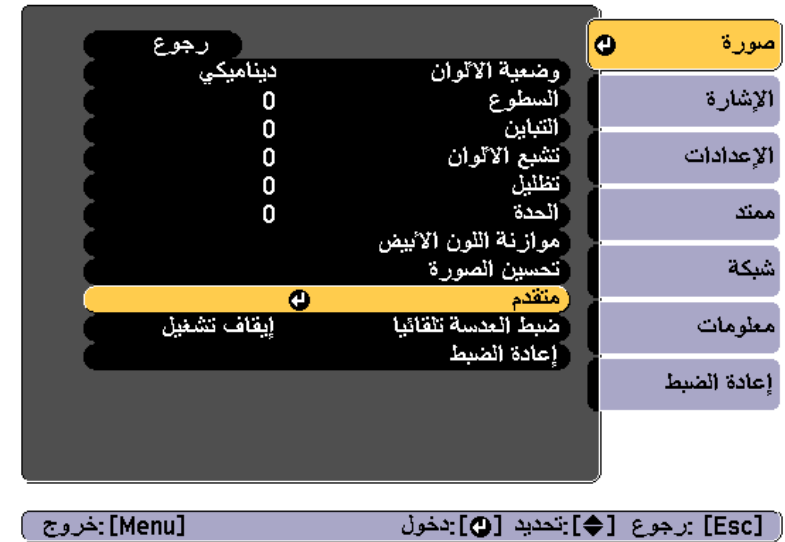 صورة
الإشارة
الإعدادات
ممتد
شبكة
معلومات
إعادة الضبط
رجوع
وضعية الألوان ديناميكي
السطوع 0
التباين 0
تشبع الألوان 0
تظليل 0
الحدة 0
موازنة اللون الأبيض
تحسين الصورة
متقدم
ضبط العدسة تلقائيا إيقاف تشغيل
إعادة الضبط
[Esc] :رجوع [◆]:تحديد [↵]:دخول [Menu]:خروج